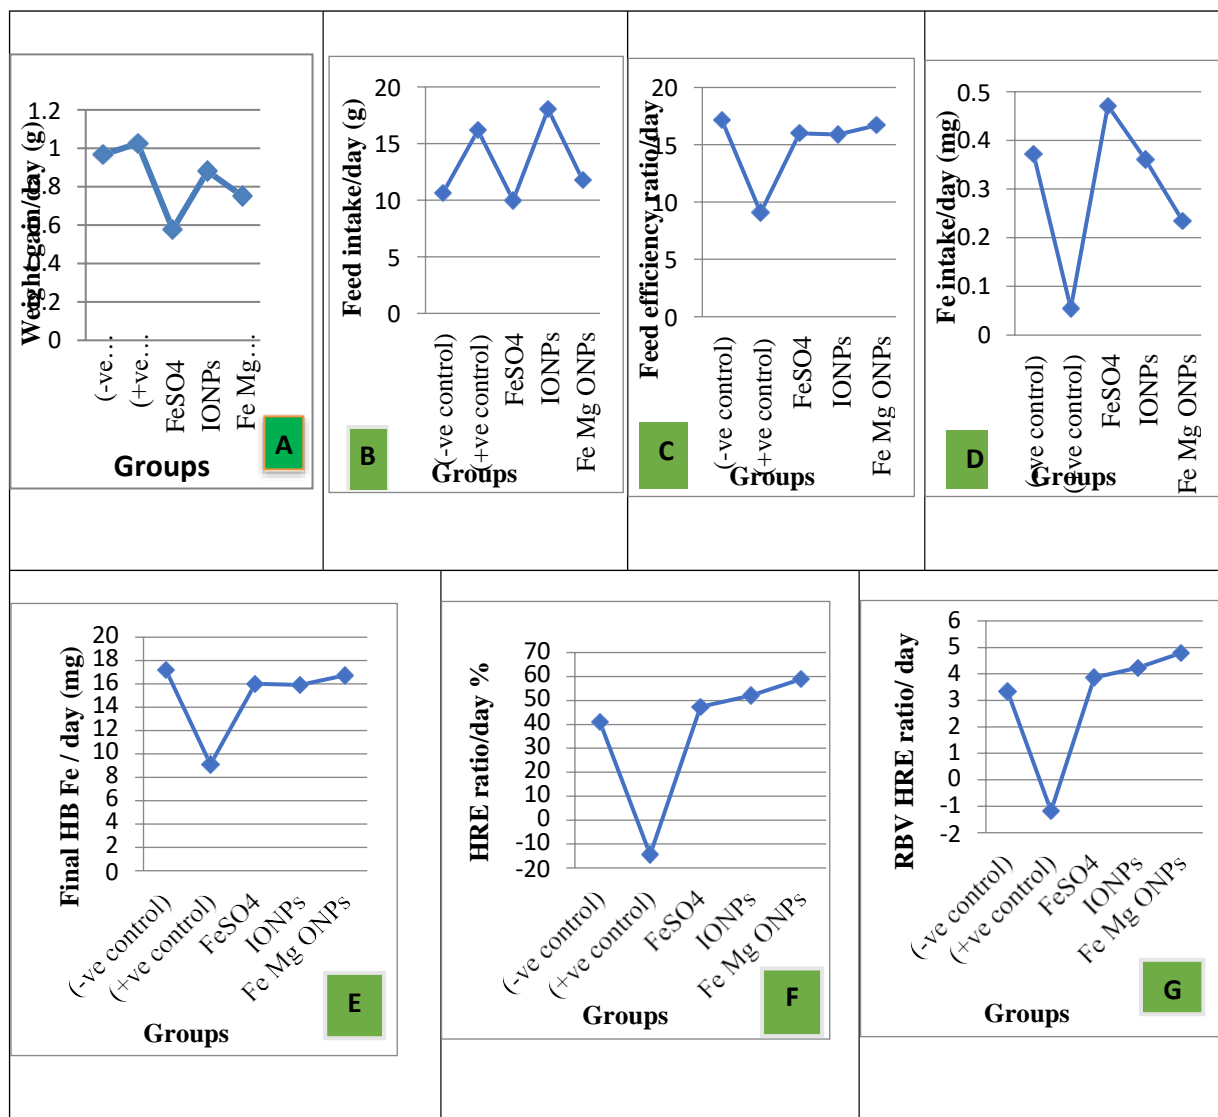 Weight gain/day (g)
1.2
1
0.8
0.6
0.4
0.2
0
(-ve…
(+ve…
FeSO4
IONPs
Fe Mg…
Groups
A
Feed intake/day (g)
20
15
10
5
0
(-ve control)
(+ve control)
FeSO4
IONPs
Fe Mg ONPs
Groups
B
Feed efficiency ratio/day
20
15
10
5
0
(-ve control)
(+ve control)
FeSO4
IONPs
Fe Mg ONPs
Groups
C
Fe intake/day (mg)
0.5
0.4
0.3
0.2
0.1
0
(-ve control)
(+ve control)
FeSO4
IONPs
Fe Mg ONPs
Groups
D
Final HB Fe / day (mg)
20
18
16
14
12
10
8
6
4
2
0
(-ve control)
(+ve control)
FeSO4
IONPs
Fe Mg ONPs
Groups
E
HRE ratio/day %
70
60
50
40
30
20
10
0
-10
-20
(-ve control)
(+ve control)
FeSO4
IONPs
Fe Mg ONPs
Groups
F
RBV HRE ratio/ day
6
5
4
3
2
1
0
-1
-2
(-ve control)
(+ve control)
FeSO4
IONPs
Fe Mg ONPs
Groups
G